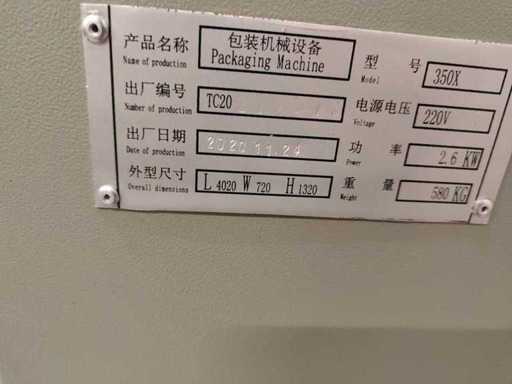 产品名称 包装机械设备 型 号 350X
Name of production Packaging Machine Model
出厂编号 TC20 电源电压 220V
Number of production Voltage
出厂日期 2020 11.24 功 率 2.6 KW
Date of production Power
外型尺寸 L 4020 W 720 H 1320 重 量 580 KG
Overall dimensions Weight